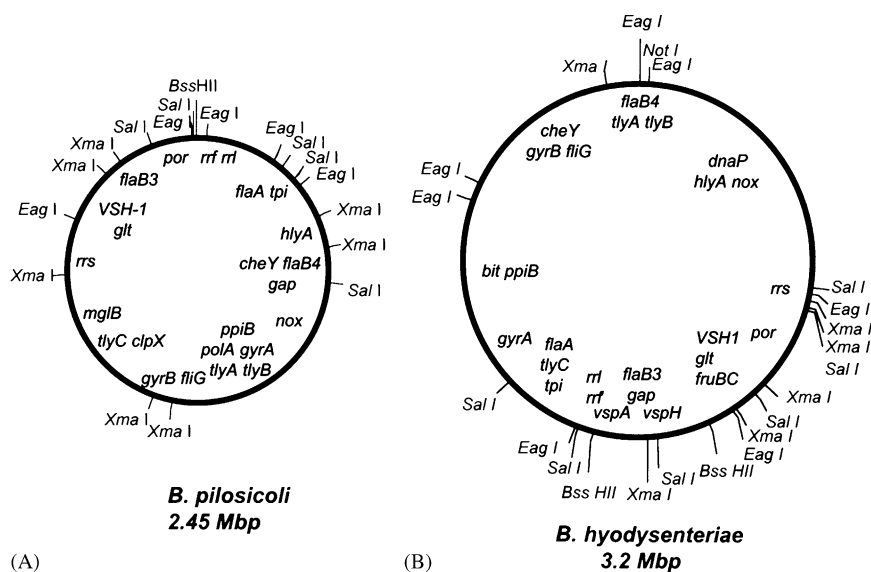 BssHII
Sal I
Eag I
Eag I
Sal I
Xma I
Xma I
Eag I
Xma I
Eag I
Sal I
Sal I
Eag I
Xma I
Xma I
Sal I
Xma I
Xma I
por
rrf rrl
flaB3
flaA tpi
VSH-1
glt
hlyA
rrs
cheY flaB4
gap
mglB
nox
tlyC clpX
ppiB
polA gyrA
tlyA tlyB
gyrB fliG
B. pilosicoli
2.45 Mbp
(A)
Eag I
Not I
Eag I
Xma I
Eag I
Eag I
flaB4
tlyA tlyB
cheY
gyrB fliG
dnaP
hlyA nox
bit ppiB
rrs
Sal I
Eag I
Xma I
Xma I
Sal I
gyrA
flaA
tlyC
tpi
VSH1
glt
fruBC
por
rrl
rrf
vspA
flaB3
gap
vspH
Sal I
Xma I
Sal I
Xma I
Eag I
Eag I
Sal I
Bss HII
Xma I
Sal I
Bss HII
B. hyodysenteriae
3.2 Mbp
(B)